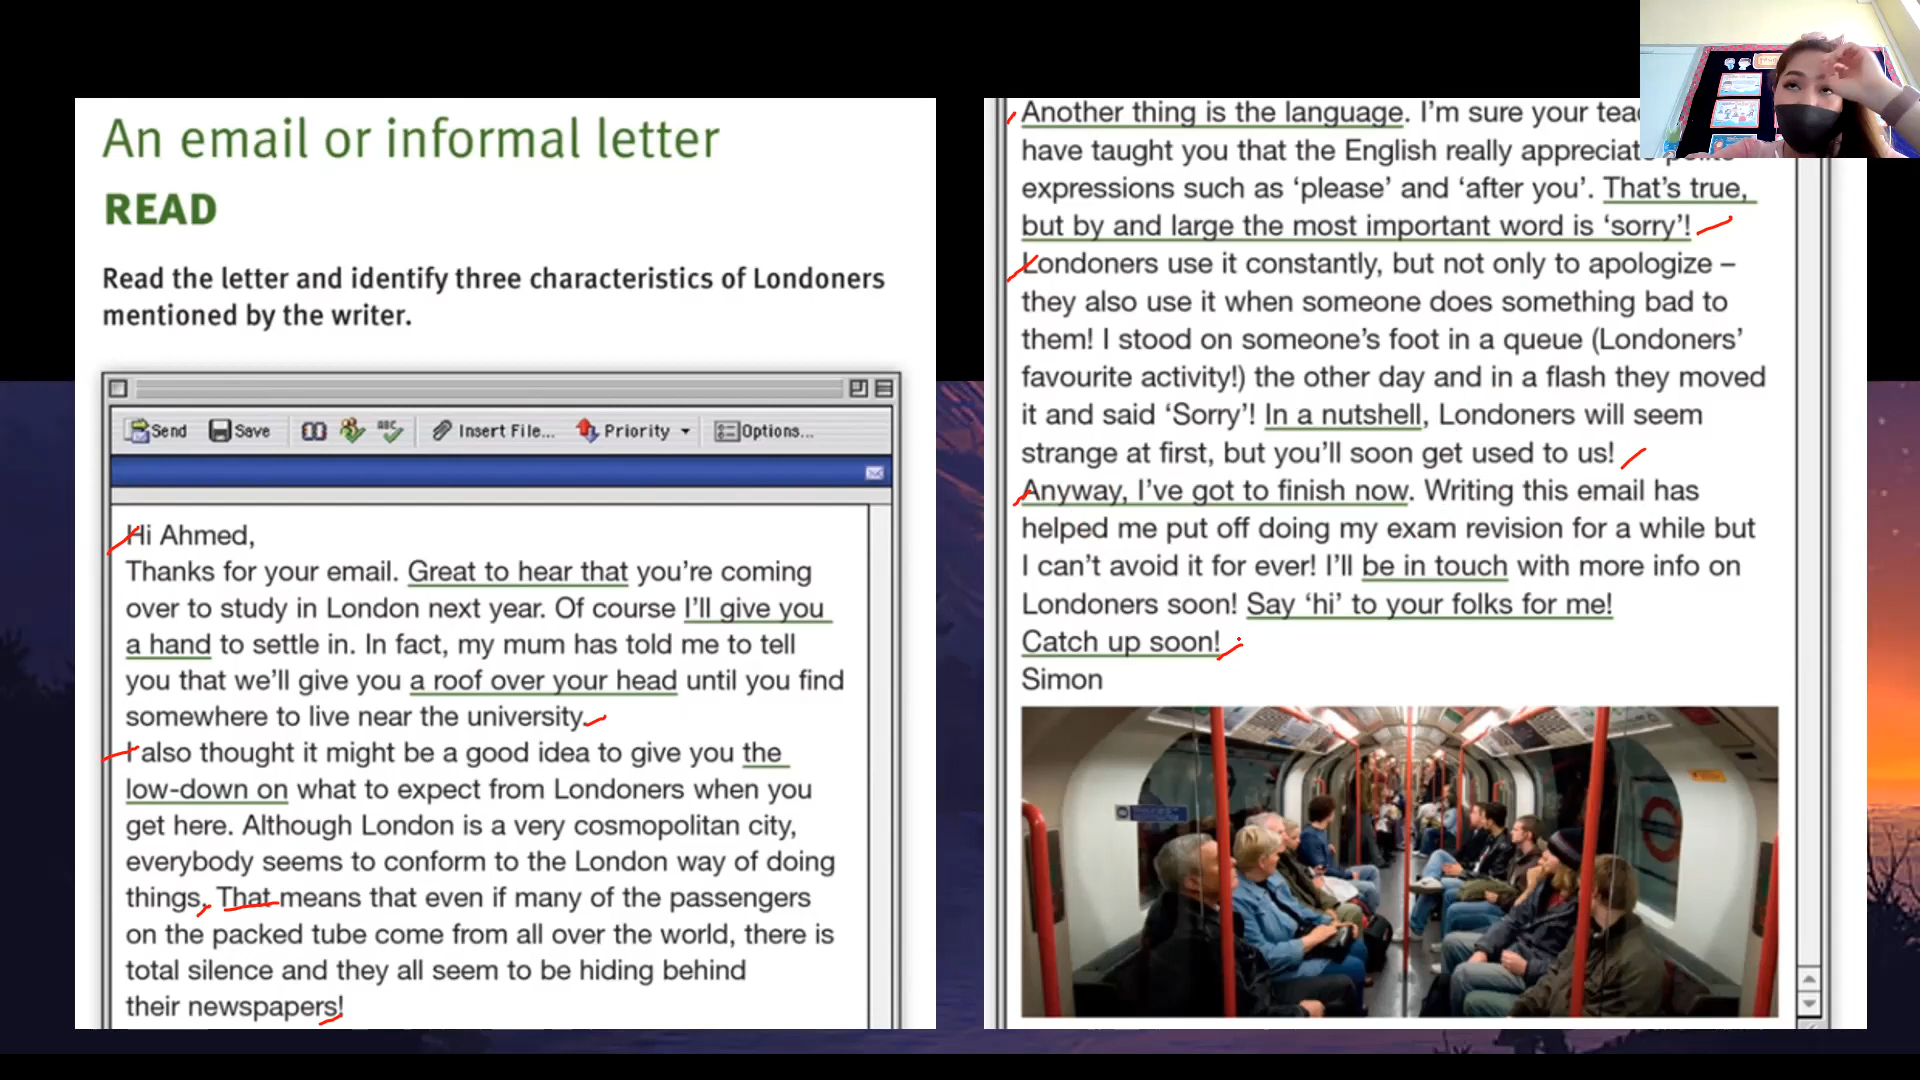 An email or informal letter
READ
Read the letter and identify three characteristics of Londoners
mentioned by the writer.
Send Save ABC Insert File... Priority Options...
Hi Ahmed,
Thanks for your email. Great to hear that you're coming
over to study in London next year. Of course I'll give you
a hand to settle in. In fact, my mum has told me to tell
you that we'll give you a roof over your head until you find
somewhere to live near the university.
I also thought it might be a good idea to give you the
low-down on what to expect from Londoners when you
get here. Although London is a very cosmopolitan city,
everybody seems to conform to the London way of doing
things. That means that even if many of the passengers
on the packed tube come from all over the world, there is
total silence and they all seem to be hiding behind
their newspapers!
Another thing is the language. I'm sure your
have taught you that the English really appreciate
expressions such as 'please' and 'after you'. That's true,
but by and large the most important word is 'sorry'!
Londoners use it constantly, but not only to apologize –
they also use it when someone does something bad to
them! I stood on someone's foot in a queue (Londoners'
favourite activity!) the other day and in a flash they moved
it and said 'Sorry'! In a nutshell, Londoners will seem
strange at first, but you'll soon get used to us!
Anyway, I've got to finish now. Writing this email has
helped me put off doing my exam revision for a while but
I can't avoid it for ever! I'll be in touch with more info on
Londoners soon! Say 'hi' to your folks for me!
Catch up soon!
Simon